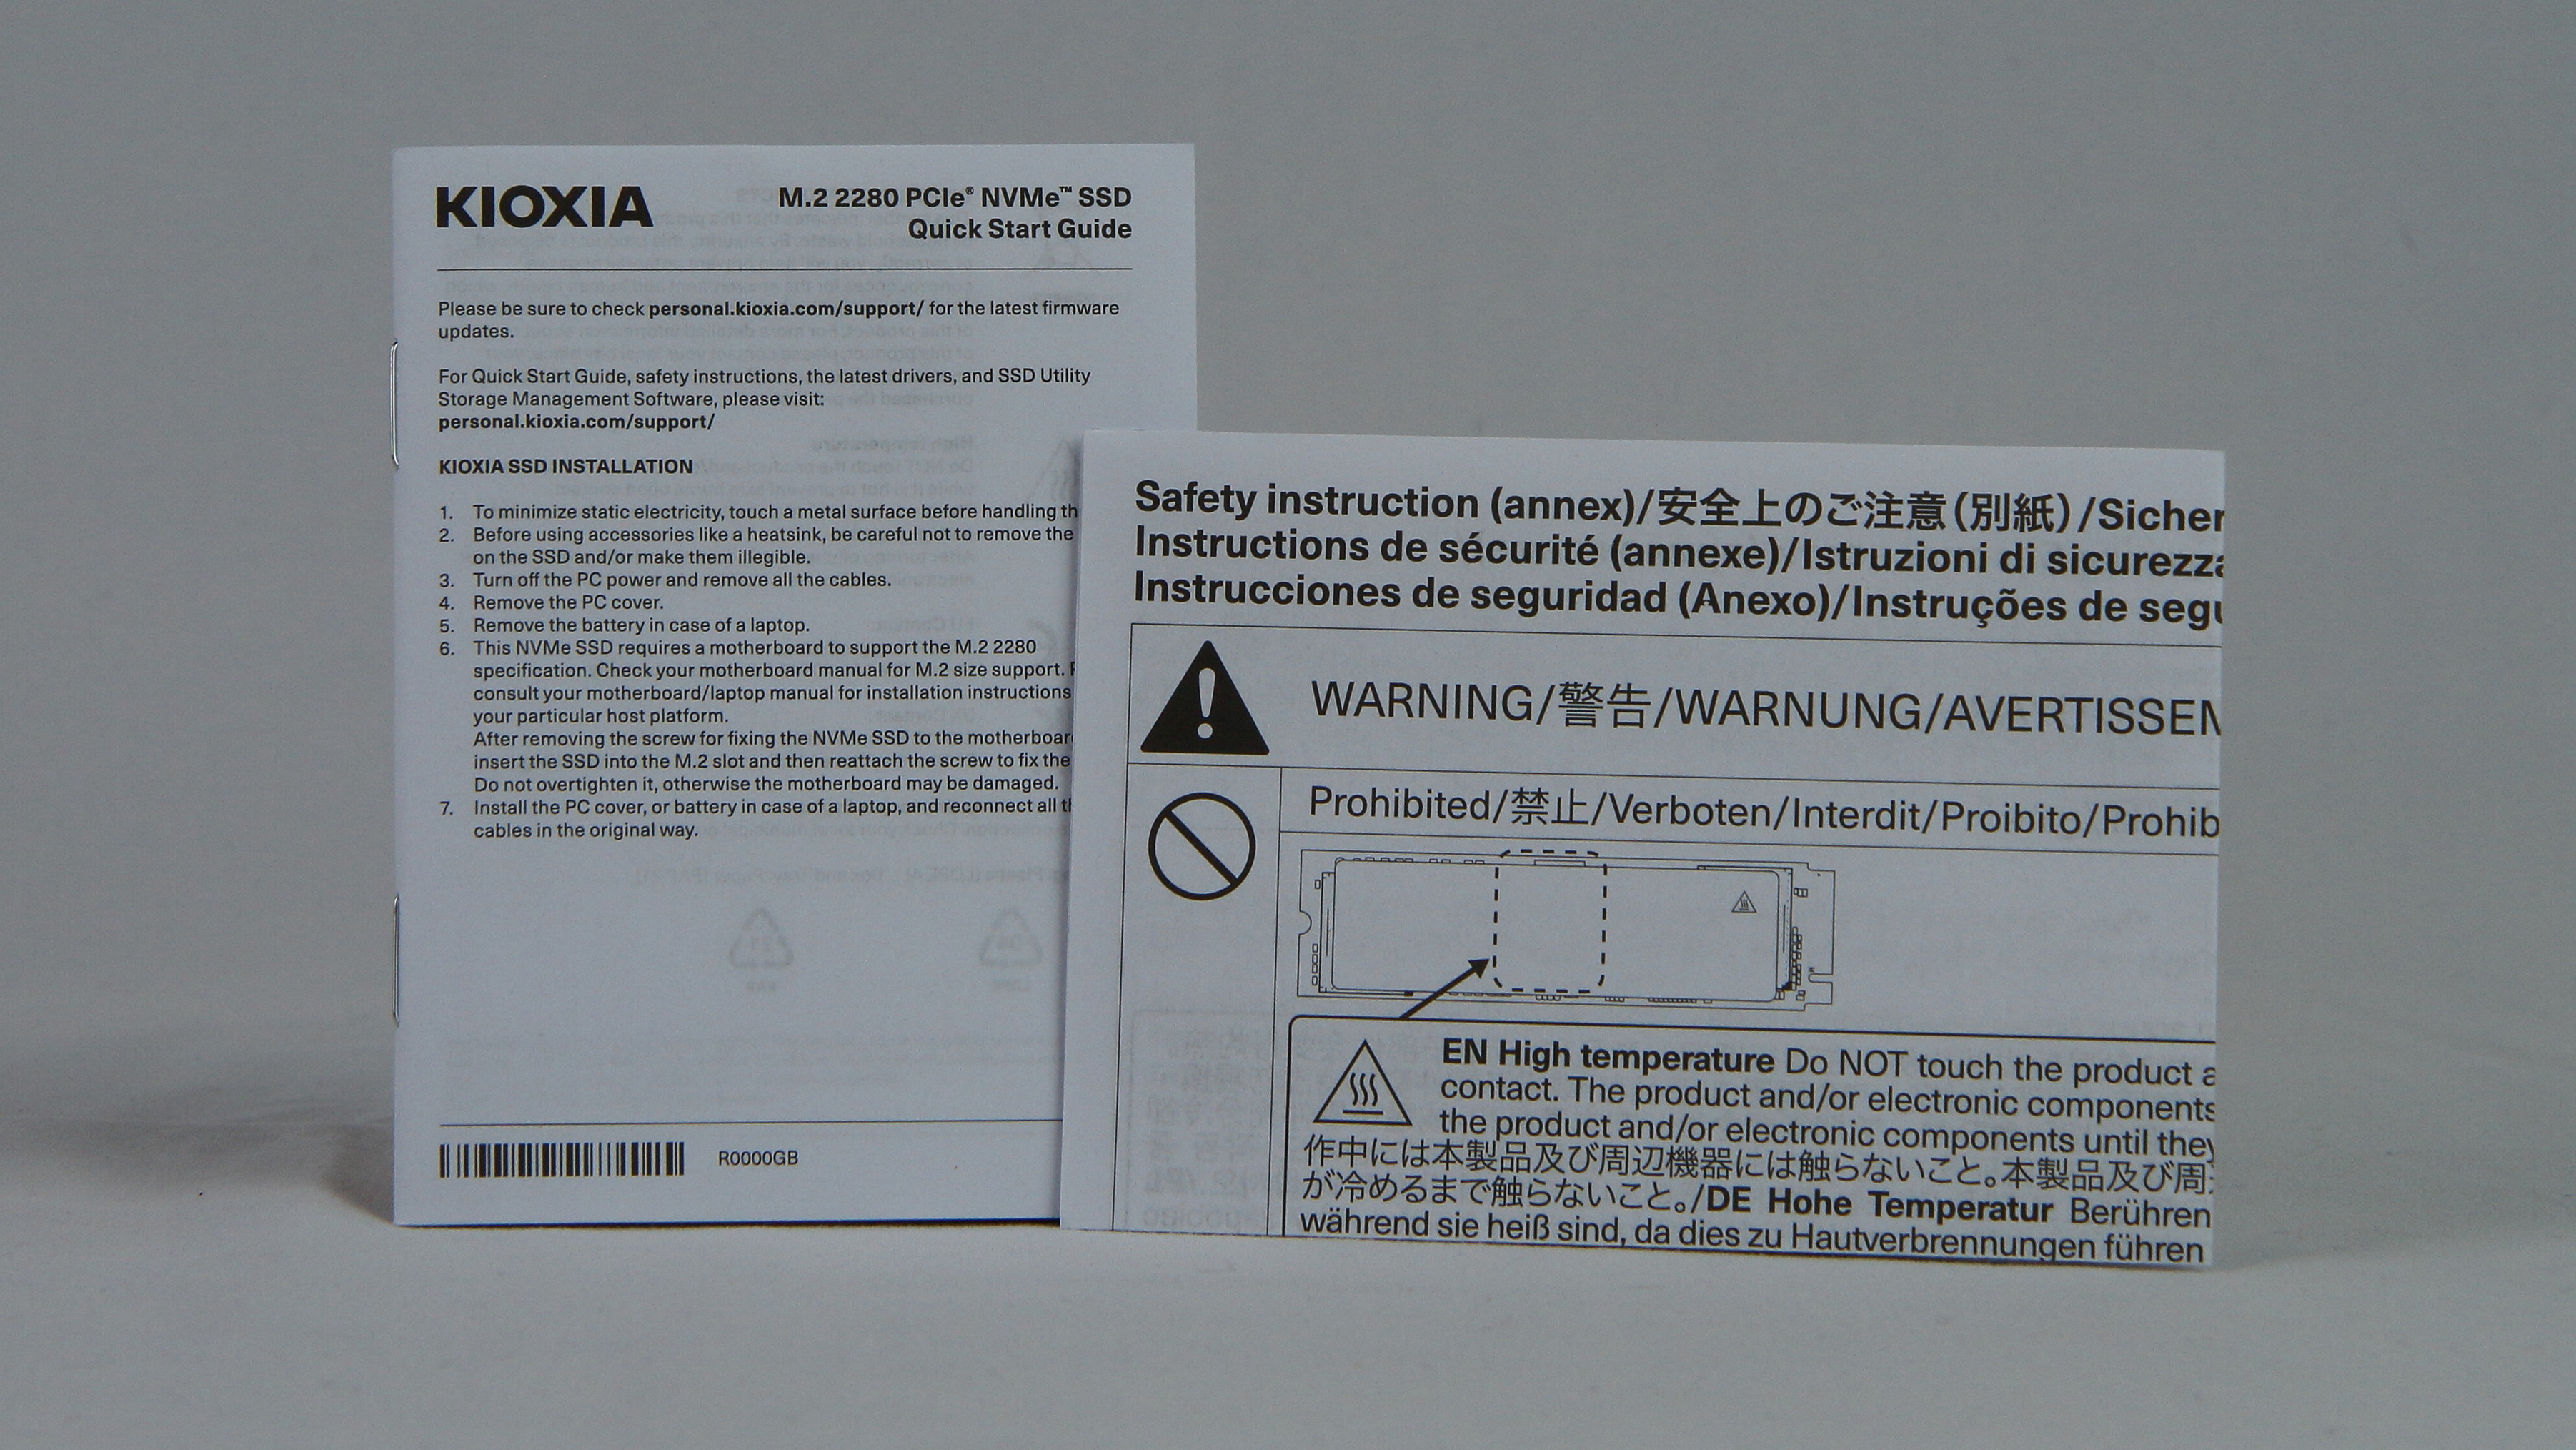 KIOXIA
M.2 2280 PCIe® NVMe™ SSD
Quick Start Guide
Please be sure to check personal.kioxia.com/support/ for the latest firmware
updates.
For Quick Start Guide, safety instructions, the latest drivers, and SSD Utility
Storage Management Software, please visit:
personal.kioxia.com/support/
KIOXIA SSD INSTALLATION
1. To minimize static electricity, touch a metal surface before handling th
2. Before using accessories like a heatsink, be careful not to remove the
on the SSD and/or make them illegible.
3. Turn off the PC power and remove all the cables.
4. Remove the PC cover.
5. Remove the battery in case of a laptop.
6. This NVMe SSD requires a motherboard to support the M.2 2280
specification. Check your motherboard manual for M.2 size support.
consult your motherboard/laptop manual for installation instructions
your particular host platform.
After removing the screw for fixing the NVMe SSD to the motherboar
insert the SSD into the M.2 slot and then reattach the screw to fix the
Do not overtighten it, otherwise the motherboard may be damaged.
7. Install the PC cover, or battery in case of a laptop, and reconnect all t
cables in the original way.
R0000GB
Safety instruction (annex)/安全上のご注意(別紙)/Sicher
Instructions de sécurité (annexe)/Istruzioni di sicurezza
Instrucciones de seguridad (Anexo)/Instruções de segu
WARNING/警告/WARNUNG/AVERTISSEM
Prohibited/禁止/Verboten/Interdit/Proibito/Prohib
EN High temperature Do NOT touch the product a
contact. The product and/or electronic components
the product and/or electronic components until they
作中には本製品及び周辺機器には触らないこと。本製品及び周
が冷めるまで触らないこと。/DE Hohe Temperatur Berühren
während sie heiß sind, da dies zu Hautverbrennungen führen